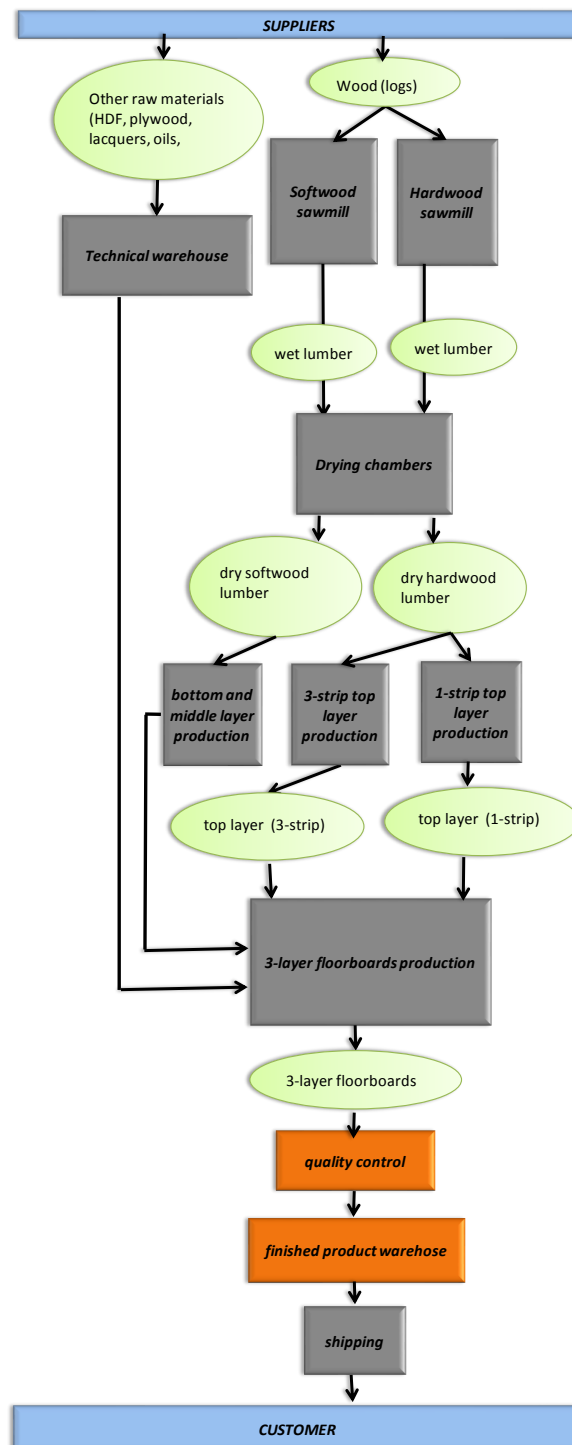 SUPPLIERS
Other raw materials
(HDF, plywood,
lacquers, oils,
Wood (logs)
Softwood
sawmill
Hardwood
sawmill
Technical warehouse
wet lumber
wet lumber
Drying chambers
dry softwood
lumber
dry hardwood
lumber
bottom and
middle layer
production
3-strip top
layer
production
1-strip top
layer
production
top layer (3-strip)
top layer (1-strip)
3-layer floorboards production
3-layer floorboards
quality control
finished product warehose
shipping
CUSTOMER